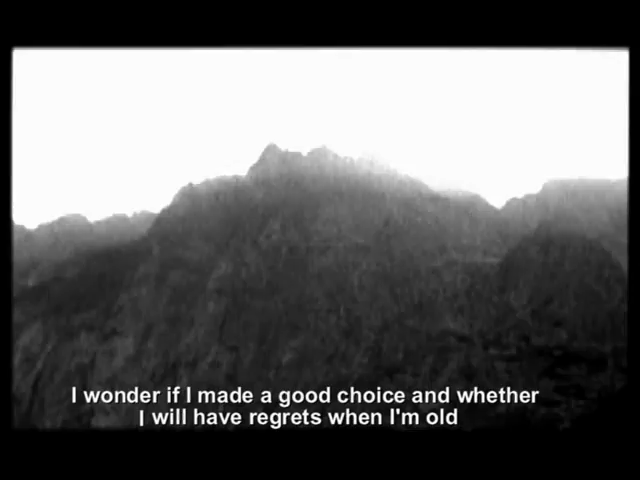 I wonder if I made a good choice and whether
I will have regrets when I'm old